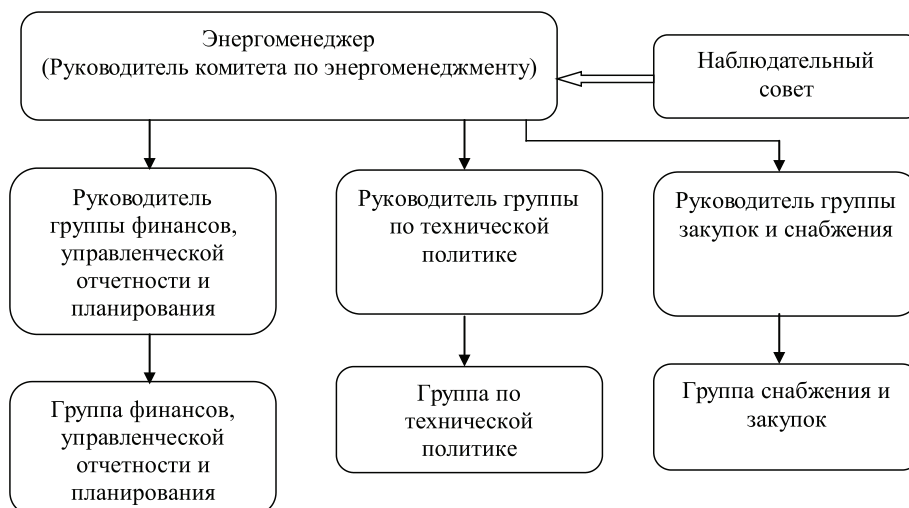 Энергоменеджер
(Руководитель комитета по энергоменеджменту)
Наблюдательный
совет
Руководитель
группы финансов,
управленческой
отчетности и
планирования
Руководитель группы
по технической
политике
Руководитель группы
закупок и снабжения
Группа финансов,
управленческой
отчетности и
планирования
Группа по
технической
политике
Группа снабжения и
закупок